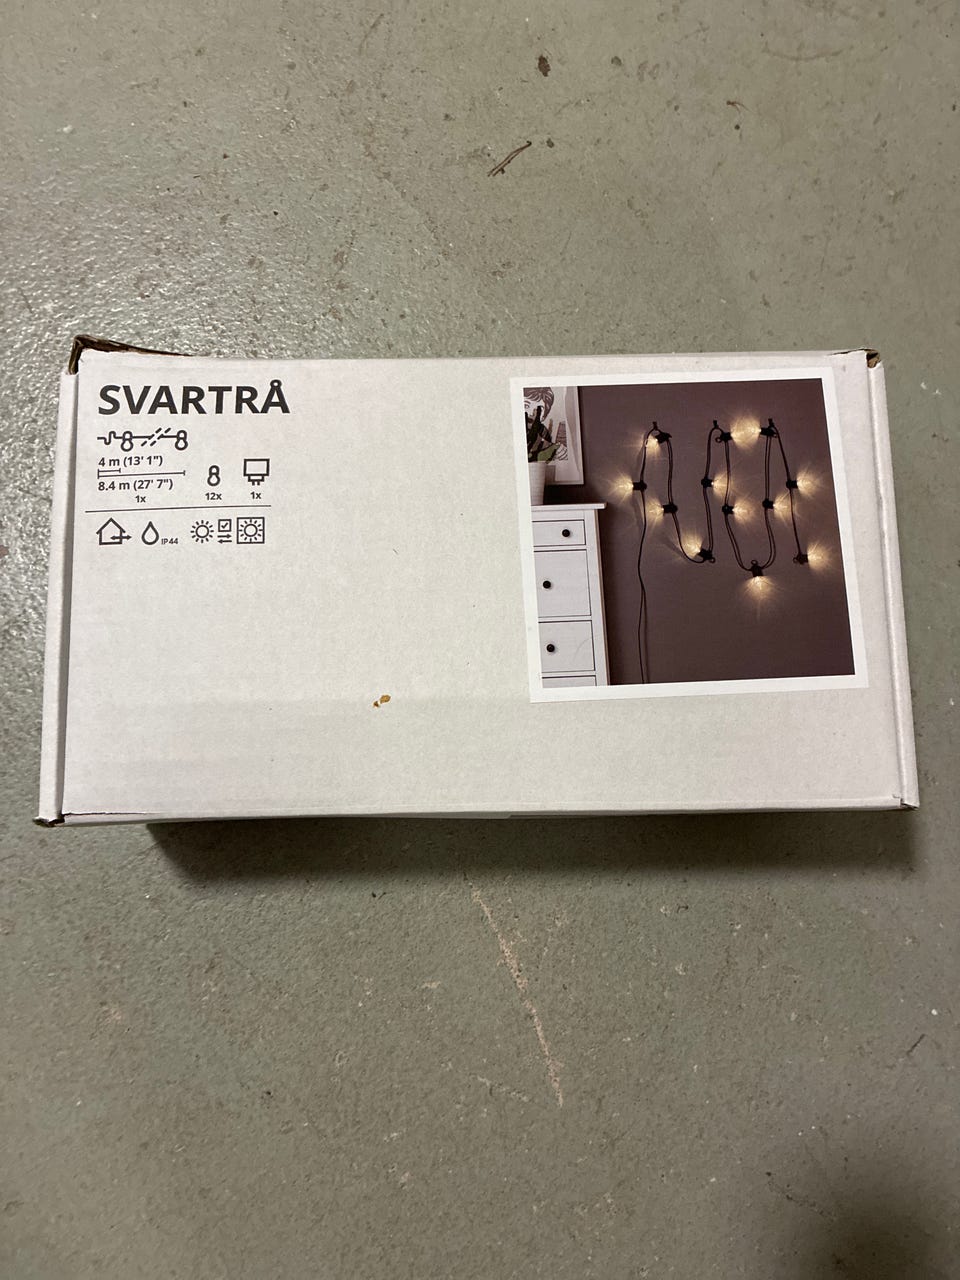 SVARTRÅ
4 m (13' 1")
8.4 m (27' 7")
1x
12x
1x
IP44